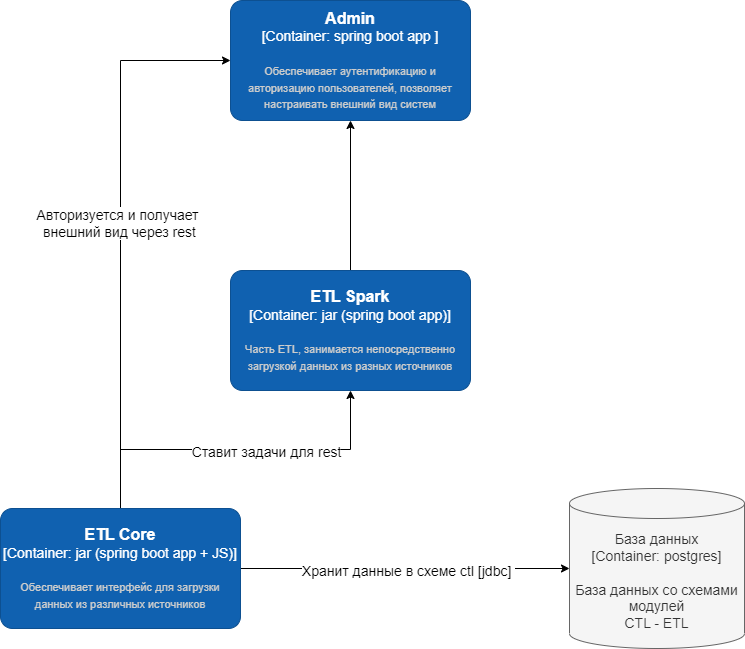 Admin
[Container: spring boot app ]
Обеспечивает аутентификацию и
авторизацию пользователей, позволяет
настраивать внешний вид систем
Авторизуется и получает
внешний вид через rest
ETL Spark
[Container: jar (spring boot app)]
Часть ETL, занимается непосредственно
загрузкой данных из разных источников
Ставит задачи для rest
ETL Core
[Container: jar (spring boot app + JS)]
Обеспечивает интерфейс для загрузки
данных из различных источников
Хранит данные в схеме ctl [jdbc]
База данных
[Container: postgres]
База данных со схемами
модулей
CTL - ETL